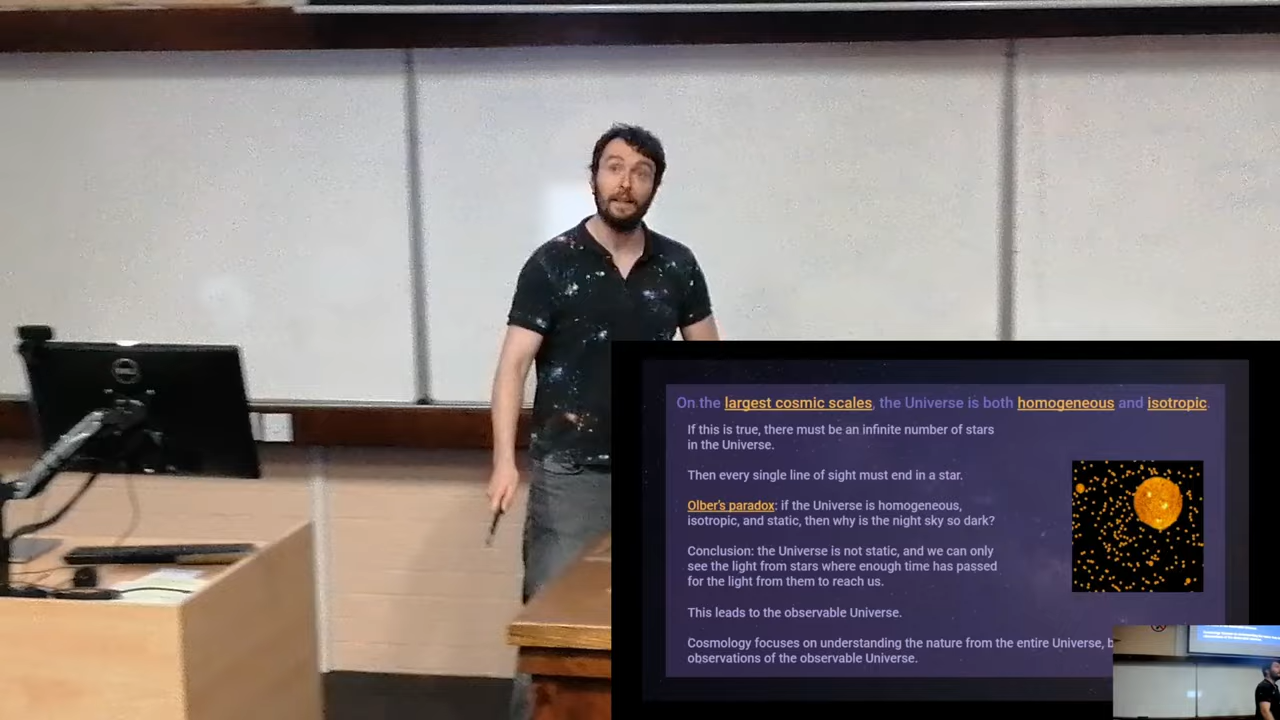 DELL
On the largest cosmic scales, the Universe is both homogeneous and isotropic.
If this is true, there must be an infinite number of stars
in the Universe.
Then every single line of sight must end in a star.
Olber's paradox: if the Universe is homogeneous,
isotropic, and static, then why is the night sky so dark?
Conclusion: the Universe is not static, and we can only
see the light from stars where enough time has passed
for the light from them to reach us.
This leads to the observable Universe.
Cosmology focuses on understanding the nature from the entire Universe, b
observations of the observable Universe.